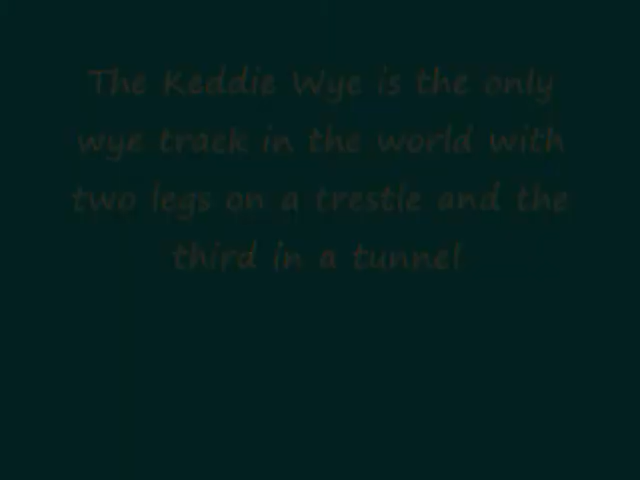 The Keddie Wye is the only
wye track in the world with
two legs on a trestle and the
third in a tunnel